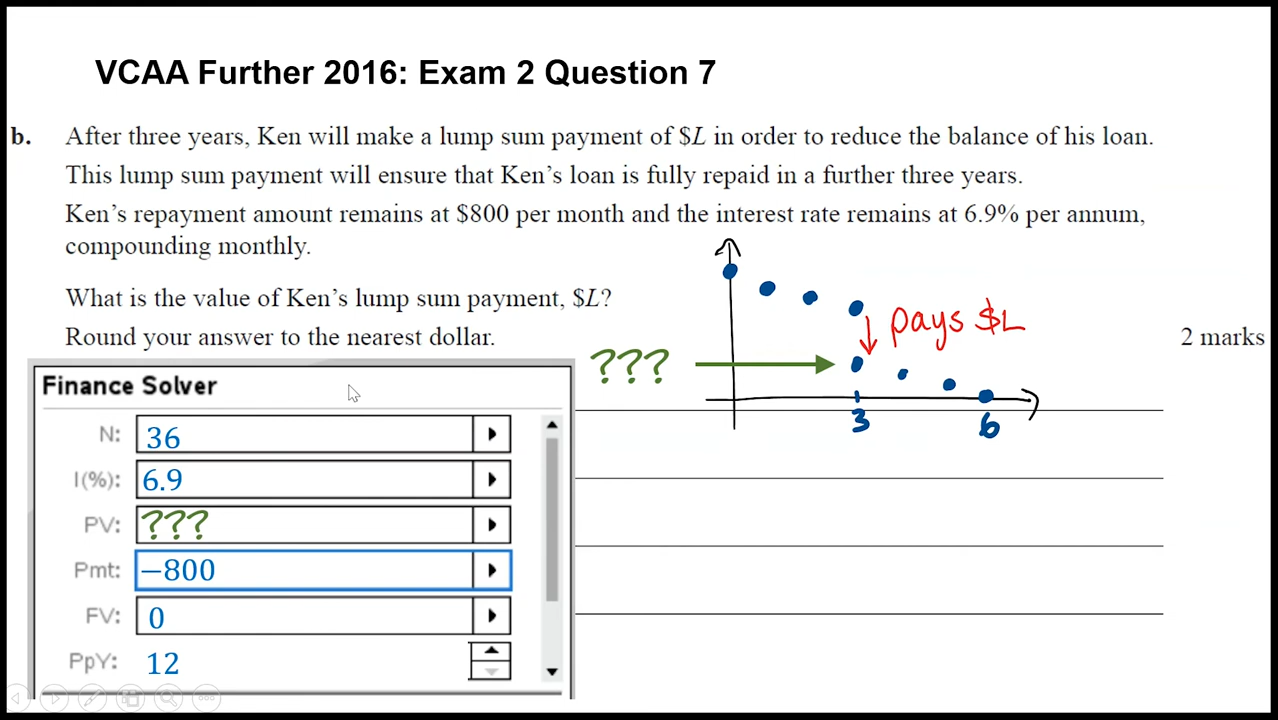 VCAA Further 2016: Exam 2 Question 7
b. After three years, Ken will make a lump sum payment of $L in order to reduce the balance of his loan.
This lump sum payment will ensure that Ken’s loan is fully repaid in a further three years.
Ken’s repayment amount remains at $800 per month and the interest rate remains at 6.9% per annum,
compounding monthly.
What is the value of Ken’s lump sum payment, $L?
Round your answer to the nearest dollar.
2 marks
pays $L
???
3
6
Finance Solver
N: 36
I(%): 6.9
PV: ???
Pmt: −800
FV: 0
PpY: 12